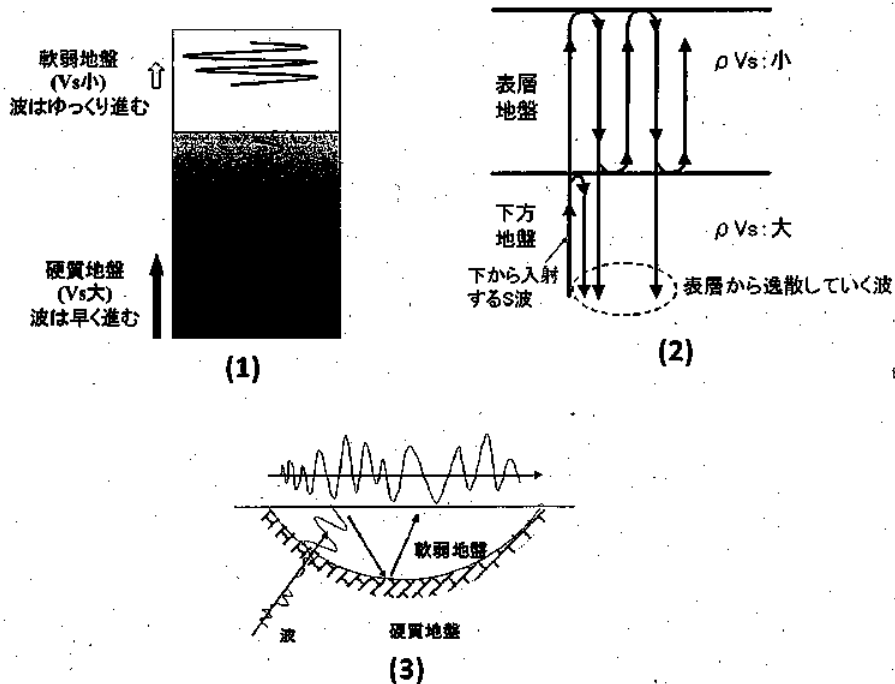 軟弱地盤
(Vs小)
波はゆっくり進む
硬質地盤
(Vs大)
波は早く進む
(1)
表層
地盤
ρVs:小
下方
地盤
ρVs:大
下から入射
するS波
表層から逸散していく波
(2)
軟弱地盤
波
硬質地盤
(3)